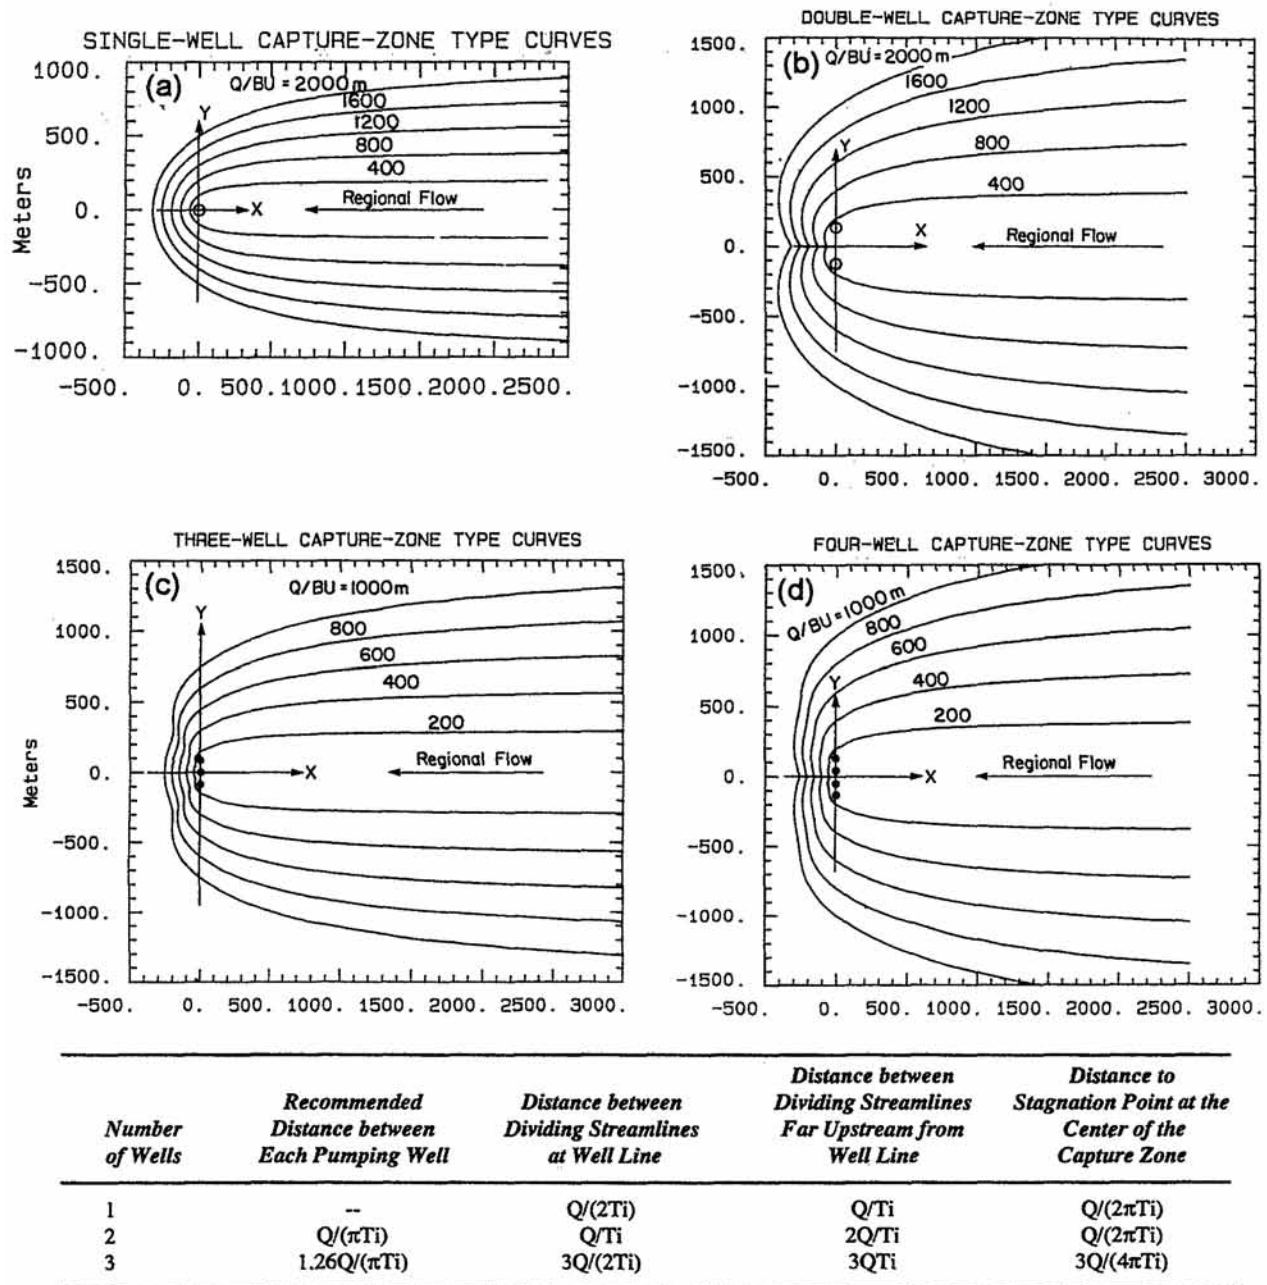 SINGLE-WELL CAPTURE-ZONE TYPE CURVES
(a)
Q/BU = 2000 m
1600
1200
800
400
Y
X
Regional Flow
Meters
1000.
500.
0.
-500.
-1000.
-500. 0. 500. 1000. 1500. 2000. 2500.
DOUBLE-WELL CAPTURE-ZONE TYPE CURVES
(b)
Q/BU = 2000 m
1600
1200
800
400
Y
X
Regional Flow
1500.
1000.
500.
0.
-500.
-1000.
-1500.
-500. 0. 500. 1000. 1500. 2000. 2500. 3000.
THREE-WELL CAPTURE-ZONE TYPE CURVES
(c)
Q/BU = 1000 m
800
600
400
200
Y
X
Regional Flow
Meters
1500.
1000.
500.
0.
-500.
-1000.
-1500.
-500. 0. 500. 1000. 1500. 2000. 2500. 3000.
FOUR-WELL CAPTURE-ZONE TYPE CURVES
(d)
Q/BU = 1000 m
800
600
400
200
Y
X
Regional Flow
1500.
1000.
500.
0.
-500.
-1000.
-1500.
-500. 0. 500. 1000. 1500. 2000. 2500. 3000.
Number
of Wells
Recommended
Distance between
Each Pumping Well
Distance between
Dividing Streamlines
at Well Line
Distance between
Dividing Streamlines
Far Upstream from
Well Line
Distance to
Stagnation Point at the
Center of the
Capture Zone
1 -- Q/(2Ti) Q/Ti Q/(2πTi)
2 Q/(πTi) Q/Ti 2Q/Ti Q/(2πTi)
3 1.26Q/(πTi) 3Q/(2Ti) 3QTi 3Q/(4πTi)